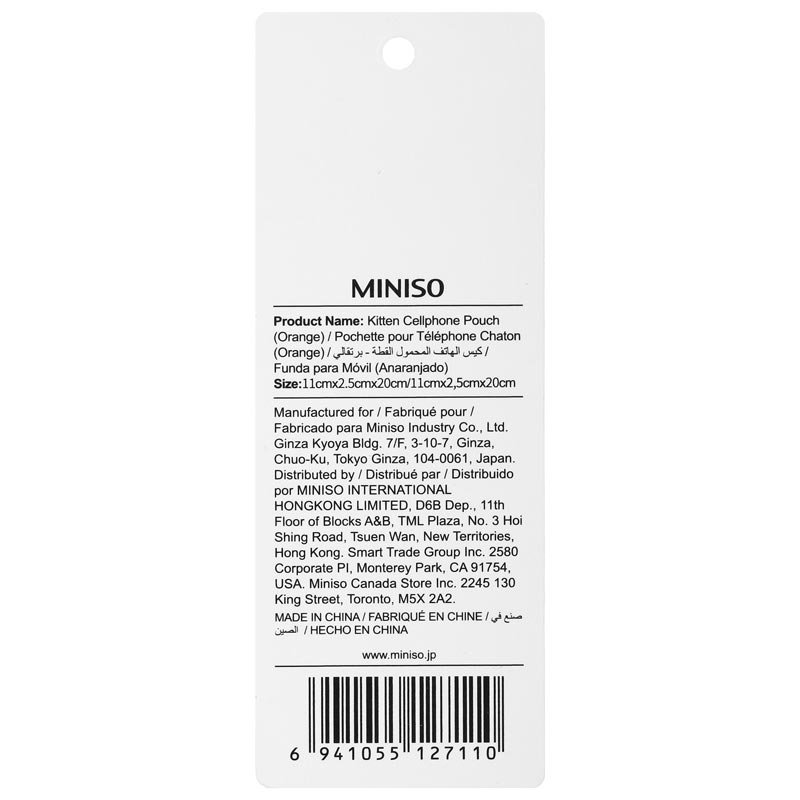 MINISO
Product Name: Kitten Cellphone Pouch
(Orange) / Pochette pour Téléphone Chaton
(Orange) / كيس الهاتف المحمول القطة - برتقالي /
Funda para Móvil (Anaranjado)
Size:11cmx2.5cmx20cm/11cmx2,5cmx20cm
Manufactured for / Fabriqué pour /
Fabricado para Miniso Industry Co., Ltd.
Ginza Kyoya Bldg. 7/F, 3-10-7, Ginza,
Chuo-Ku, Tokyo Ginza, 104-0061, Japan.
Distributed by / Distribué par / Distribuido
por MINISO INTERNATIONAL
HONGKONG LIMITED, D6B Dep., 11th
Floor of Blocks A&B, TML Plaza, No. 3 Hoi
Shing Road, Tsuen Wan, New Territories,
Hong Kong. Smart Trade Group Inc. 2580
Corporate PI, Monterey Park, CA 91754,
USA. Miniso Canada Store Inc. 2245 130
King Street, Toronto, M5X 2A2.
MADE IN CHINA / FABRIQUÉ EN CHINE / صنع في
الصين / HECHO EN CHINA
www.miniso.jp
6 941055 127110